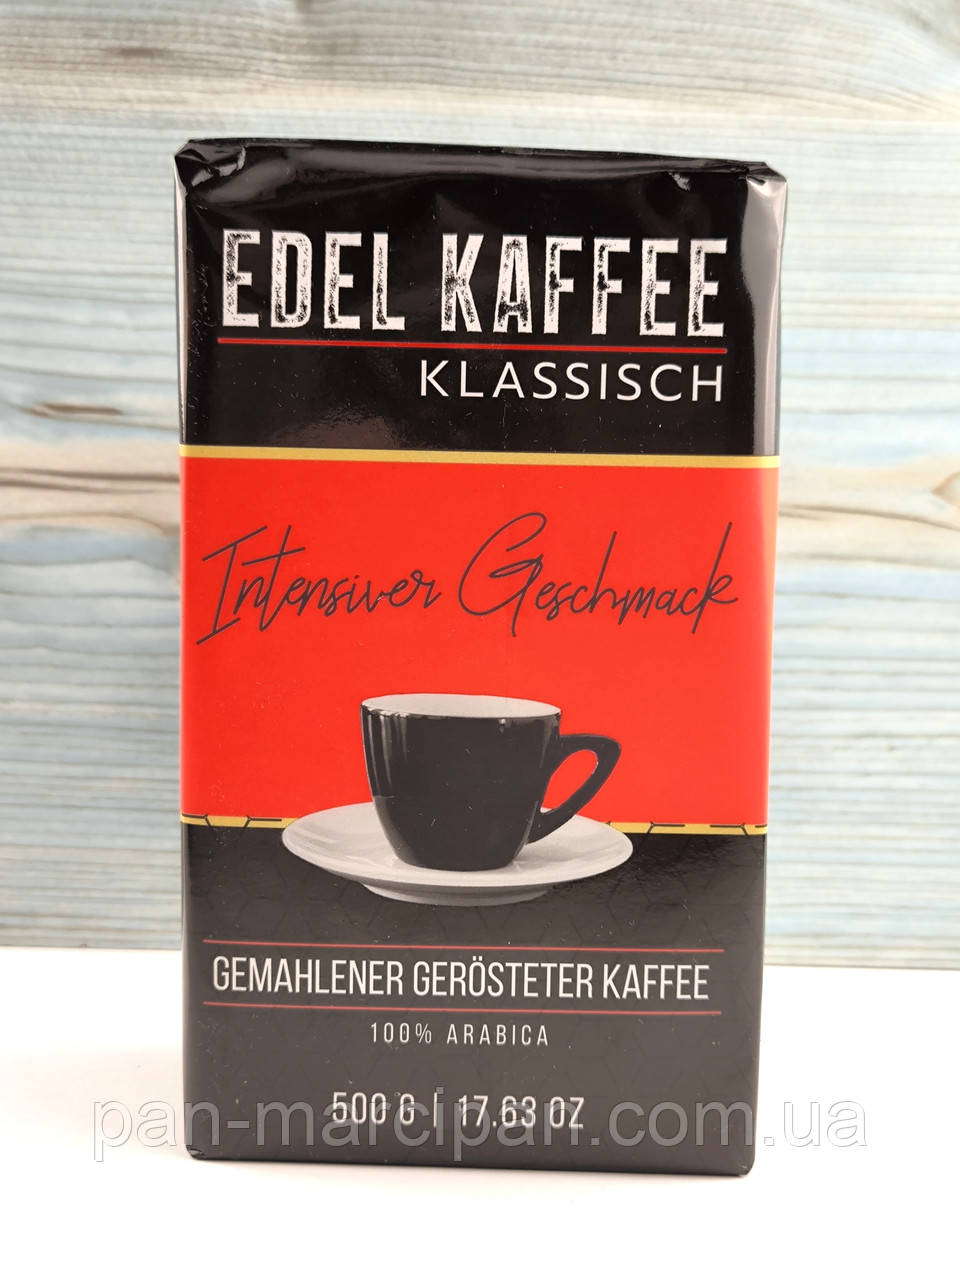 EDEL KAFFEE
KLASSISCH
Intensiver Geschmack
GEMAHLENER GERÖSTETER KAFFEE
100% ARABICA
500 G | 17.63 OZ
pan-marcipan.com.ua